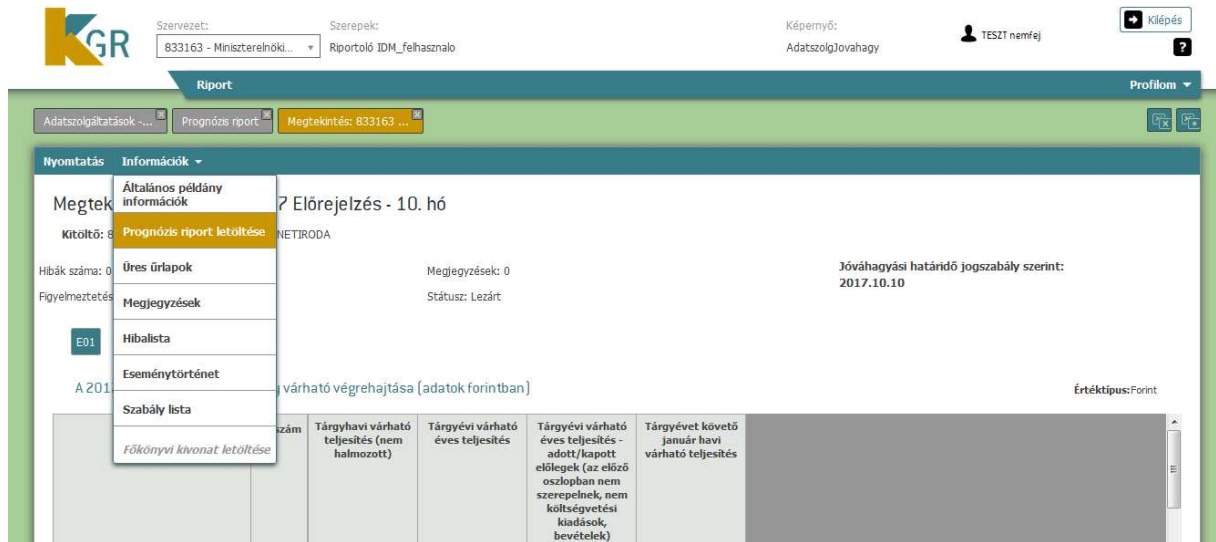 KGR
Szervezet:
Szerepek:
Képernyő:
833163 - Miniszterelnöki...
Riportoló IDM_felhasznalo
AdatszolgJovahagy
TESZT nemfej
Kilépés
?
Riport
Profilom
Adatszolgáltatások -...
Prognózis riport
Megtekintés: 833163 ...
Nyomtatás
Információk
Általános példány
információk
Prognózis riport letöltése
Üres űrlapok
Megjegyzések
Hibalista
Eseménytörténet
Szabály lista
Főkönyvi kivonat letöltése
Megtek
7 Előrejelzés - 10. hó
Kitöltő: 8
NETIRODA
Hibák száma: 0
Megjegyzések: 0
Jóváhagyási határidő jogszabály szerint:
2017.10.10
Figyelmeztetés
Státusz: Lezárt
E01
A 201
várható végrehajtása (adatok forintban)
Értéktípus:Forint
szám
Tárgyhavi várható
teljesítés (nem
halmozott)
Tárgyévi várható
éves teljesítés
Tárgyévi várható
éves teljesítés -
adott/kapott
előlegek (az előző
oszlopban nem
szerepelnek, nem
költségvetési
kiadások,
bevételek)
Tárgyévet követő
január havi
várható teljesítés